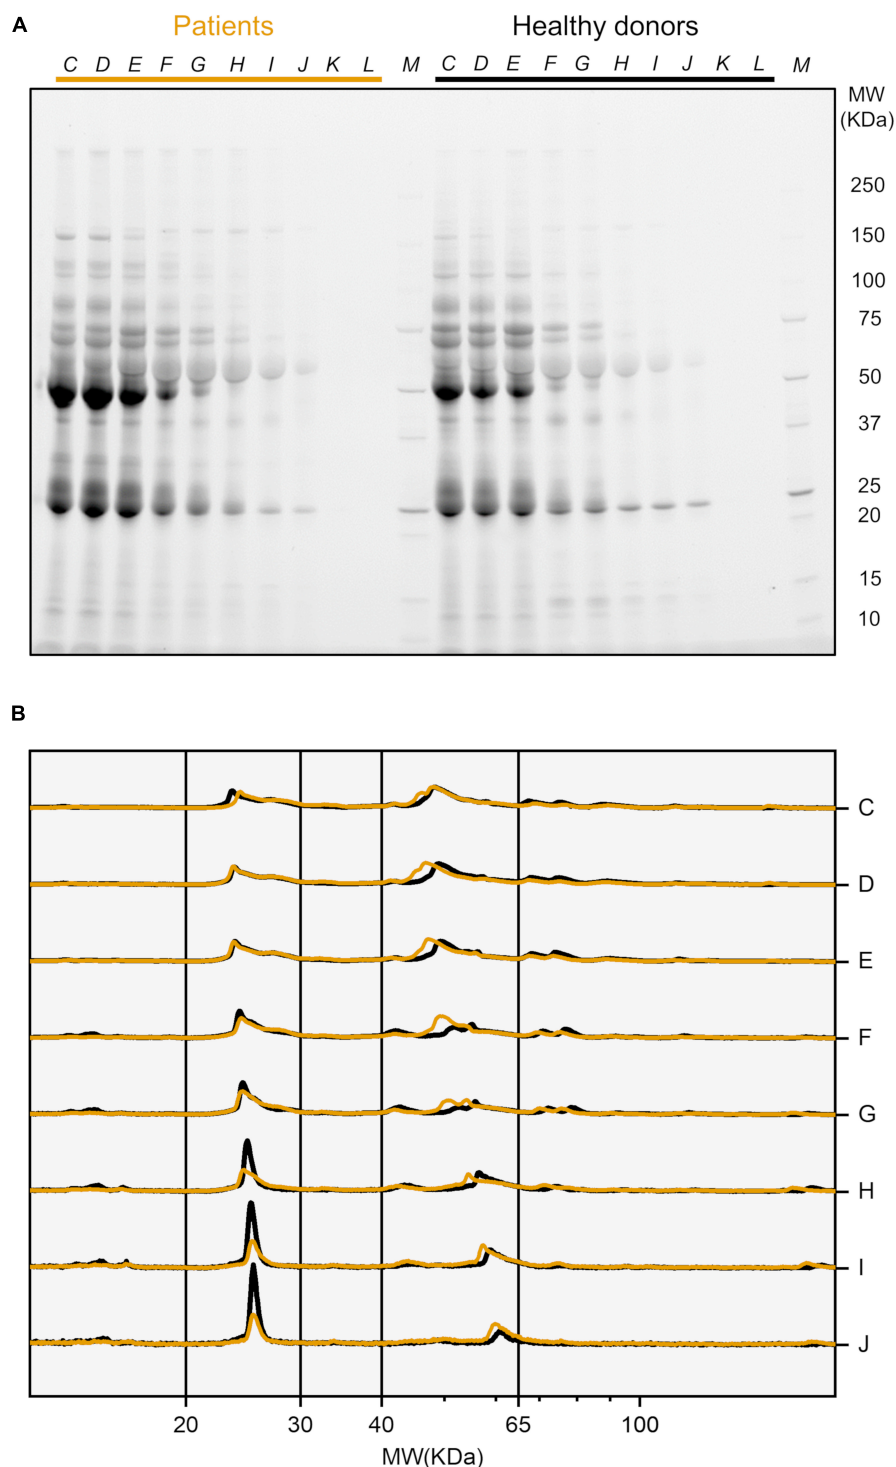 A
Patients Healthy donors
C D E F G H I J K L M C D E F G H I J K L M
MW
(KDa)
250
150
100
75
50
37
25
20
15
10
B
C
D
E
F
G
H
I
J
20 30 40 65 100
MW(KDa)